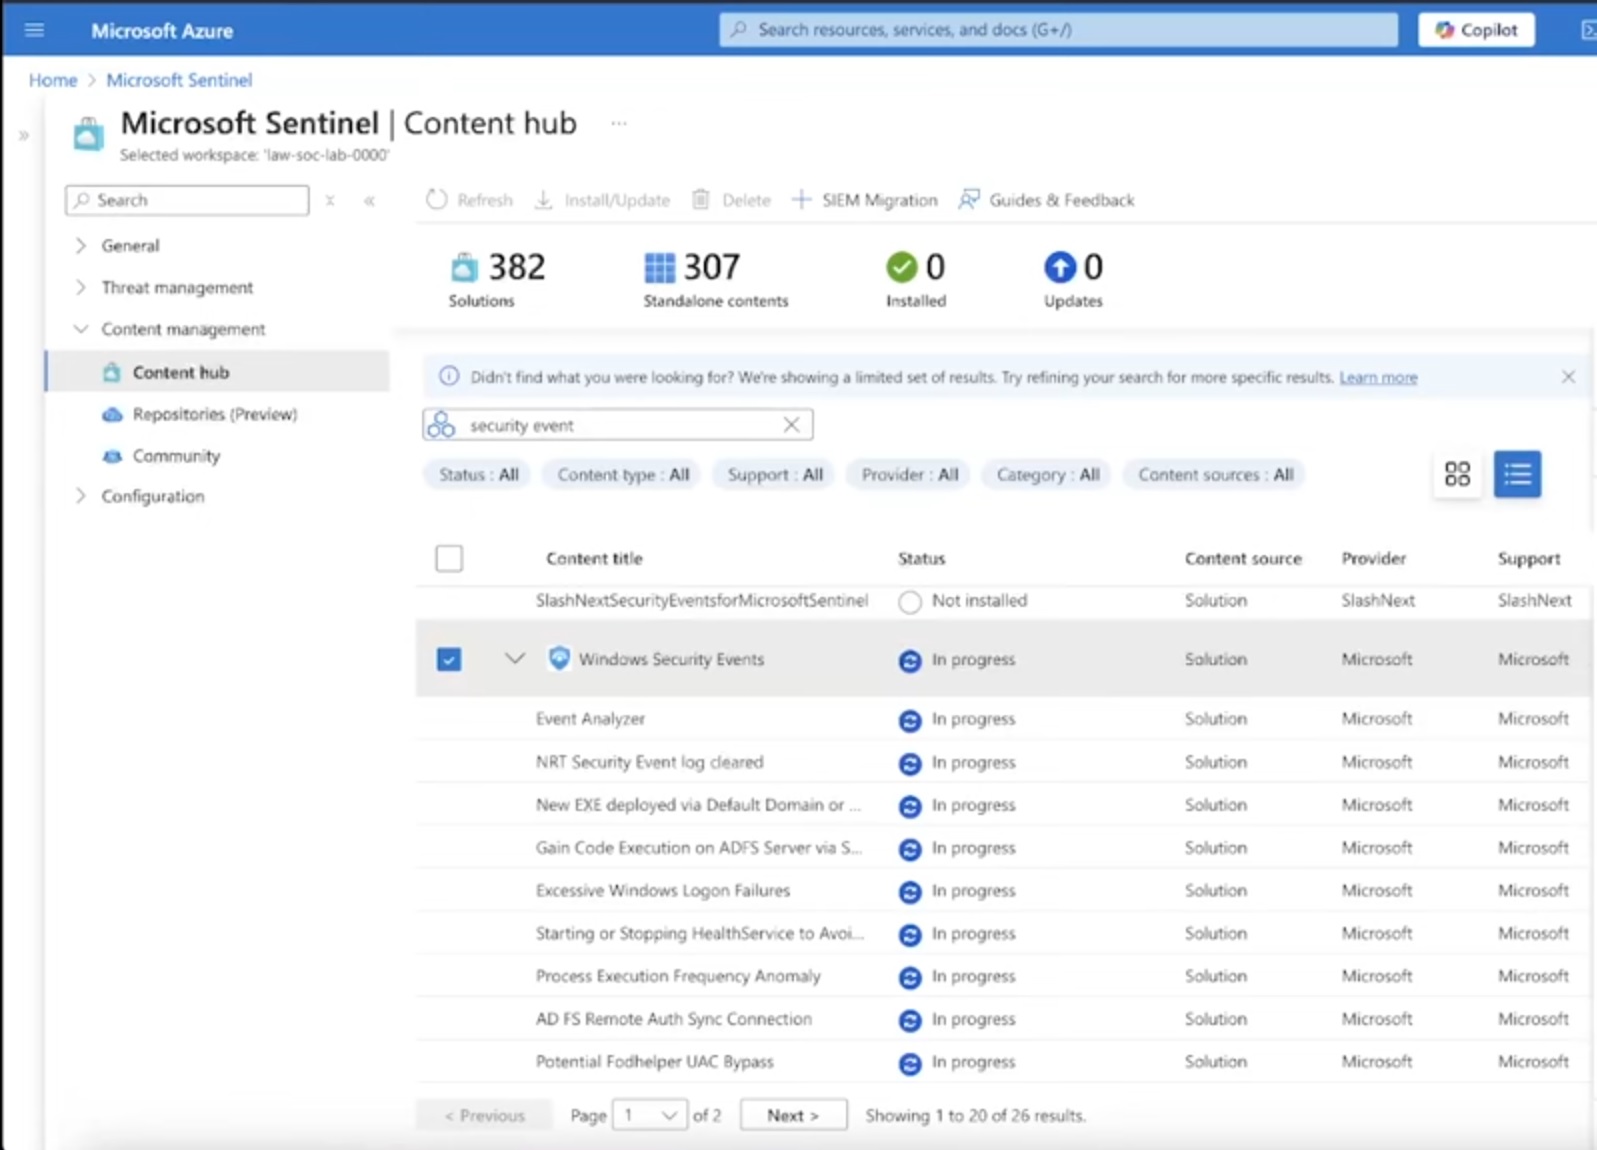 Microsoft Azure
Search resources, services, and docs (G+/)
Copilot
Home > Microsoft Sentinel
Microsoft Sentinel | Content hub ...
Selected workspace: 'law-soc-lab-0000'
Search
General
Threat management
Content management
Content hub
Repositories (Preview)
Community
Configuration
Refresh Install/Update Delete SIEM Migration Guides & Feedback
382 307 0 0
Solutions Standalone contents Installed Updates
Didn't find what you were looking for? We're showing a limited set of results. Try refining your search for more specific results. Learn more
security event
Status : All Content type : All Support : All Provider : All Category : All Content sources : All
Content title Status Content source Provider Support
SlashNextSecurityEventsforMicrosoftSentinel Not installed Solution SlashNext SlashNext
Windows Security Events In progress Solution Microsoft Microsoft
Event Analyzer In progress Solution Microsoft Microsoft
NRT Security Event log cleared In progress Solution Microsoft Microsoft
New EXE deployed via Default Domain or ... In progress Solution Microsoft Microsoft
Gain Code Execution on ADFS Server via S... In progress Solution Microsoft Microsoft
Excessive Windows Logon Failures In progress Solution Microsoft Microsoft
Starting or Stopping HealthService to Avoi... In progress Solution Microsoft Microsoft
Process Execution Frequency Anomaly In progress Solution Microsoft Microsoft
AD FS Remote Auth Sync Connection In progress Solution Microsoft Microsoft
Potential Fodhelper UAC Bypass In progress Solution Microsoft Microsoft
< Previous Page 1 of 2 Next > Showing 1 to 20 of 26 results.